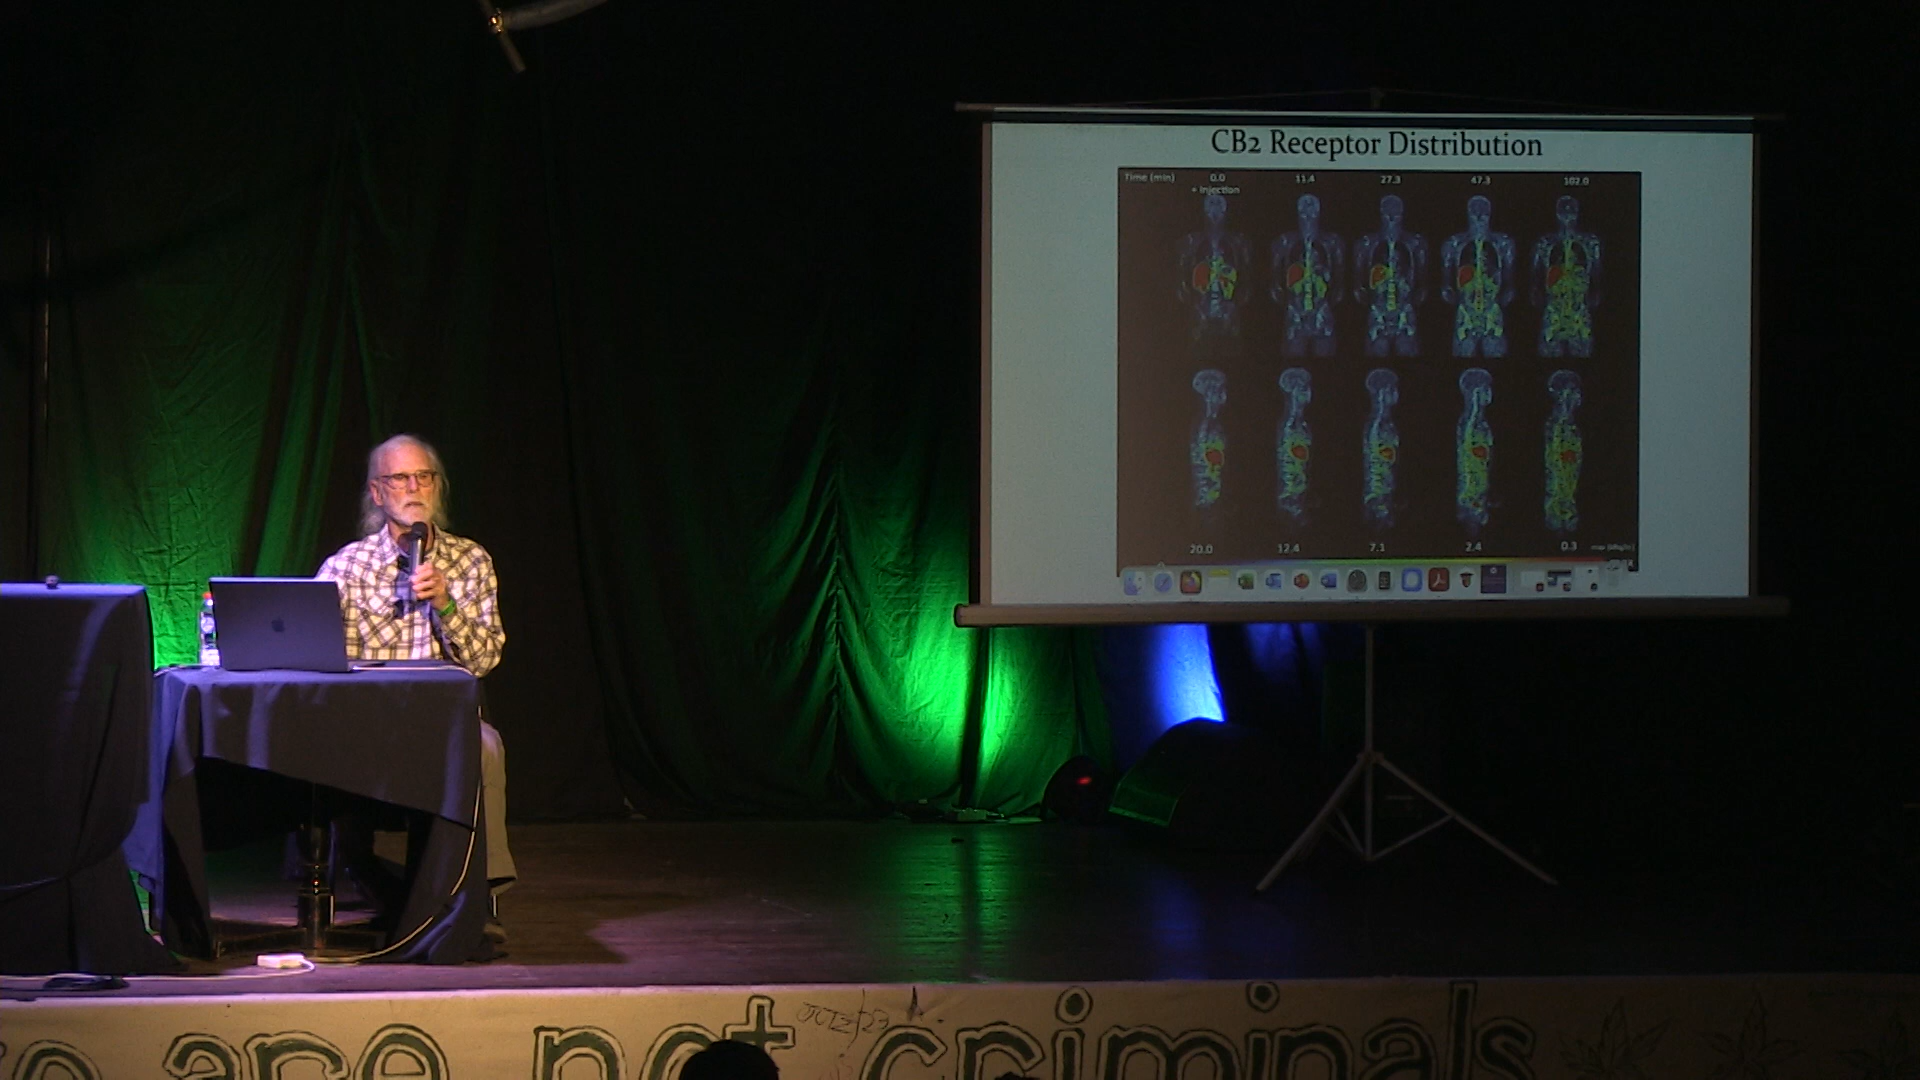 CB2 Receptor Distribution
Time (min) 0.0 11.4 27.3 47.3 102.0
+ Injection
20.0 12.4 7.1 2.4 0.3
are not criminals